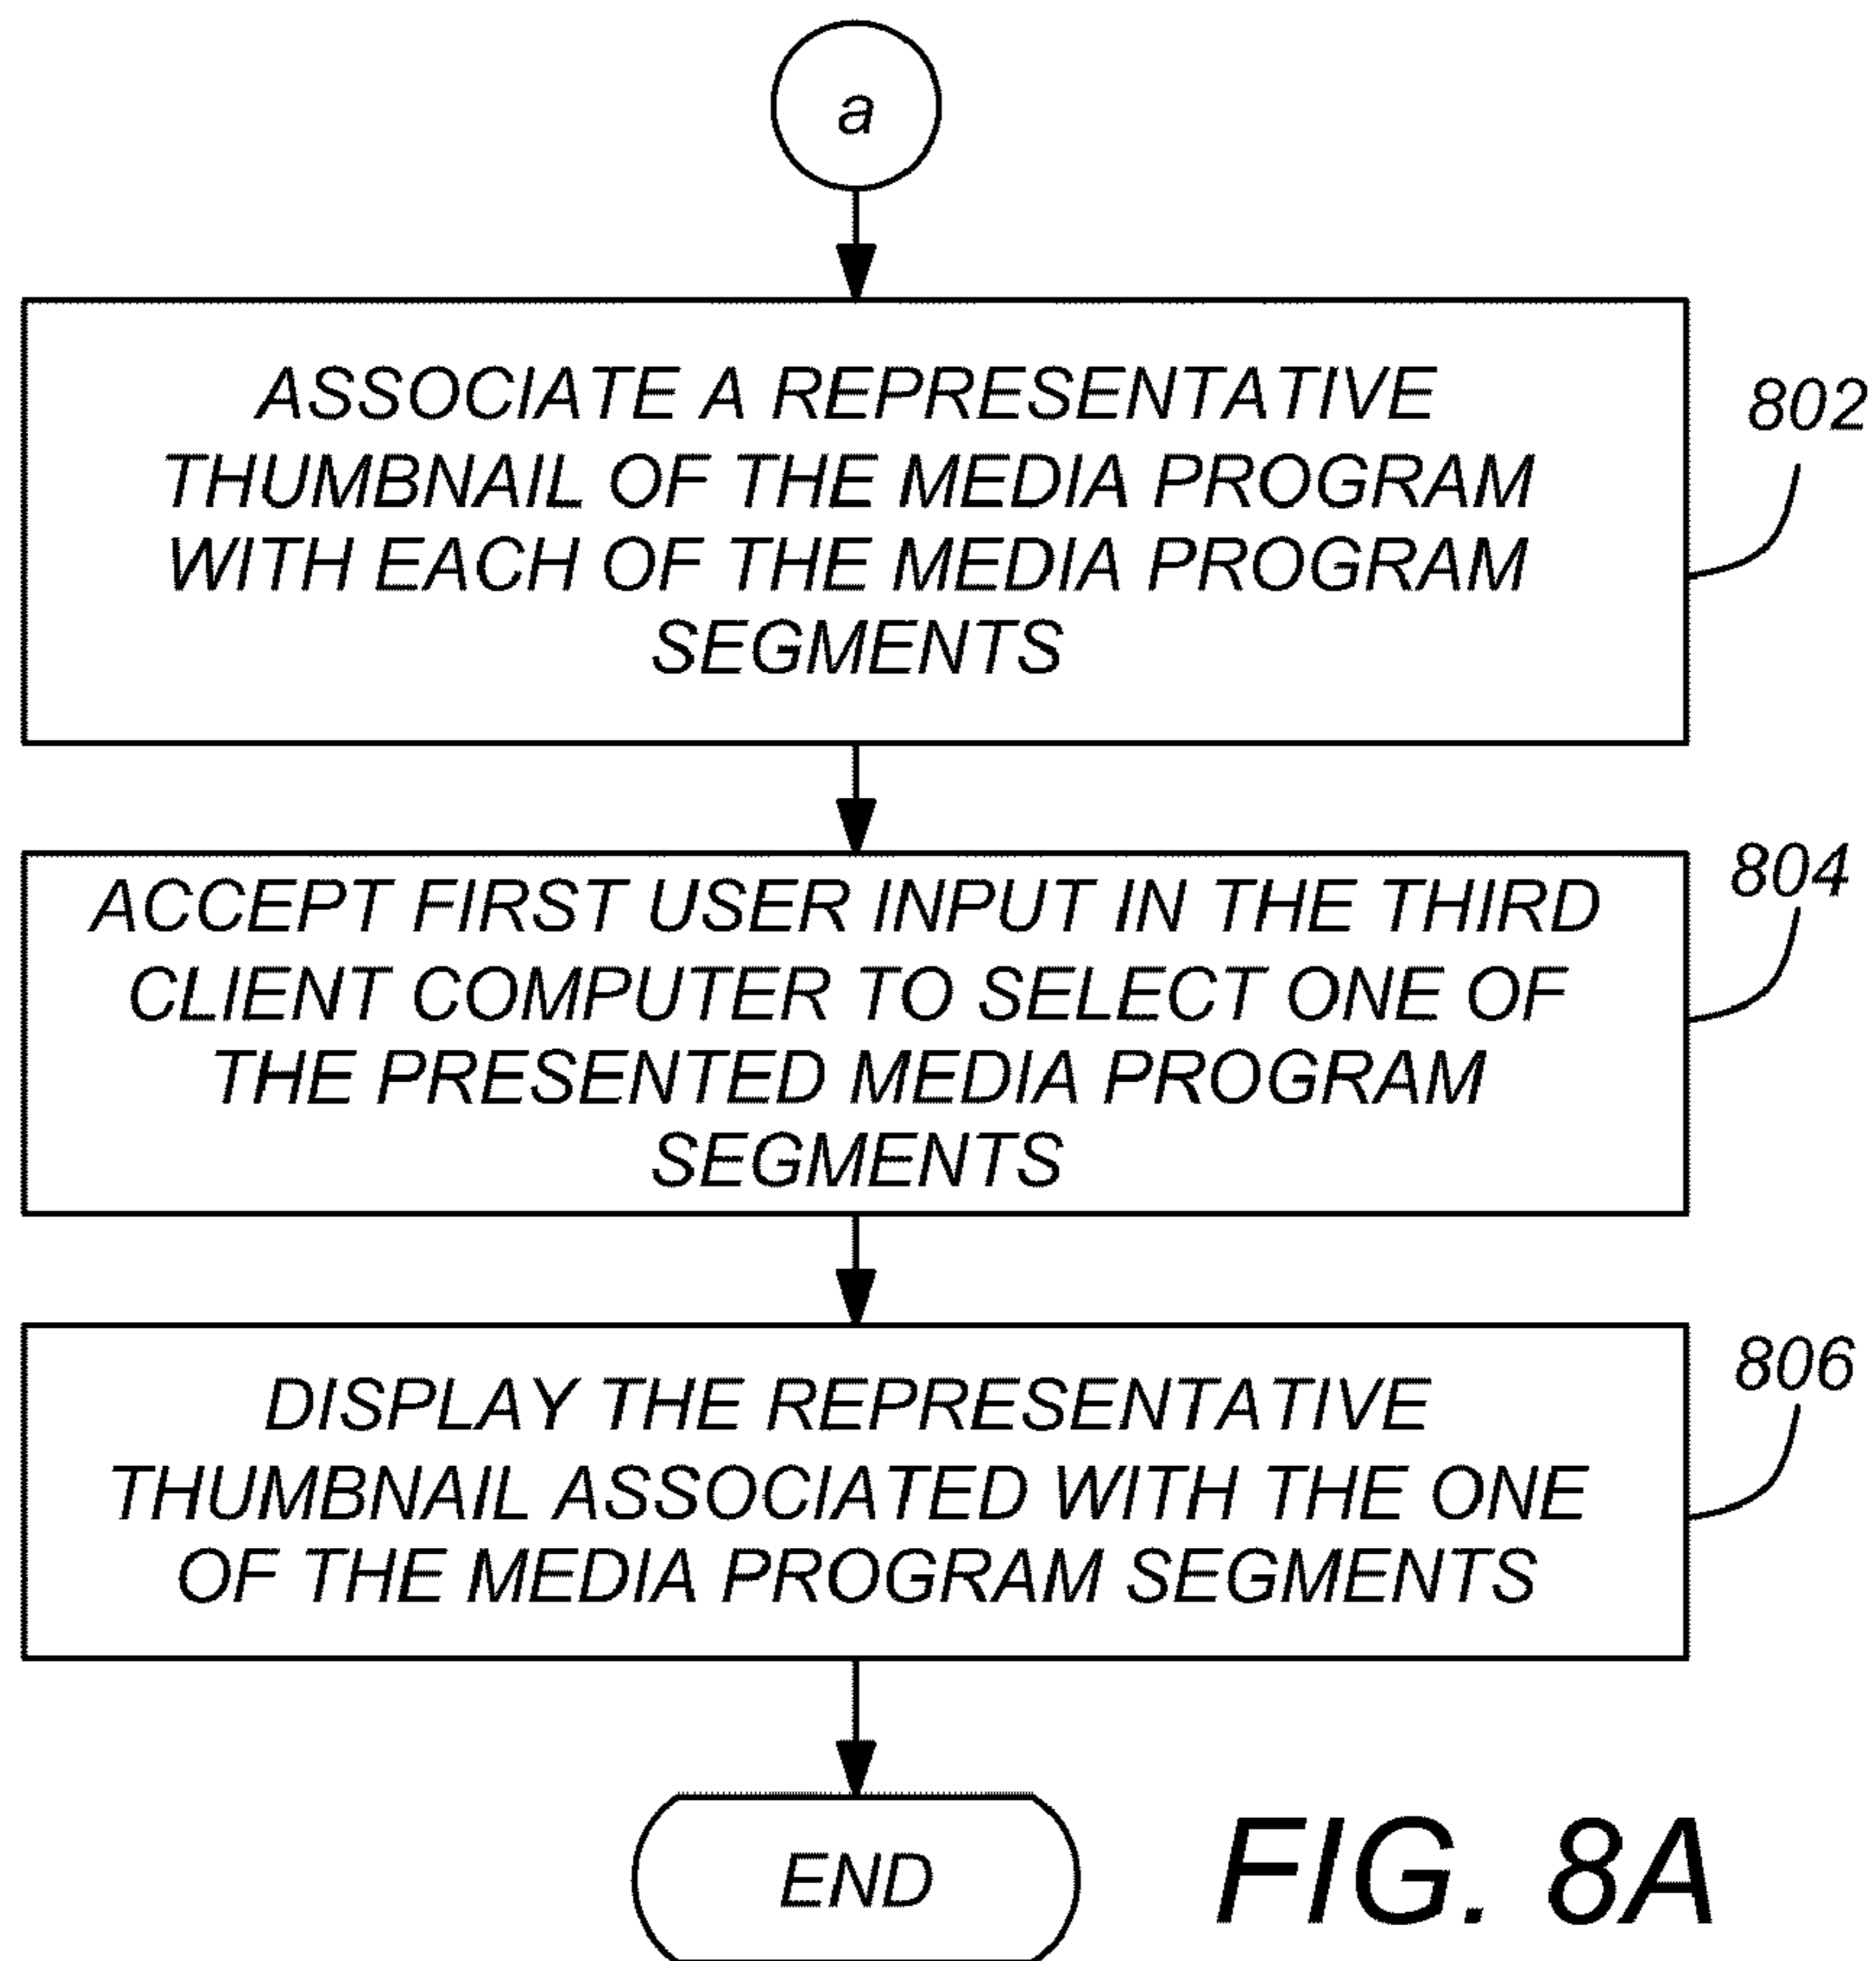 a
ASSOCIATE A REPRESENTATIVE
THUMBNAIL OF THE MEDIA PROGRAM
WITH EACH OF THE MEDIA PROGRAM
SEGMENTS
802
ACCEPT FIRST USER INPUT IN THE THIRD
CLIENT COMPUTER TO SELECT ONE OF
THE PRESENTED MEDIA PROGRAM
SEGMENTS
804
DISPLAY THE REPRESENTATIVE
THUMBNAIL ASSOCIATED WITH THE ONE
OF THE MEDIA PROGRAM SEGMENTS
806
END
FIG. 8A